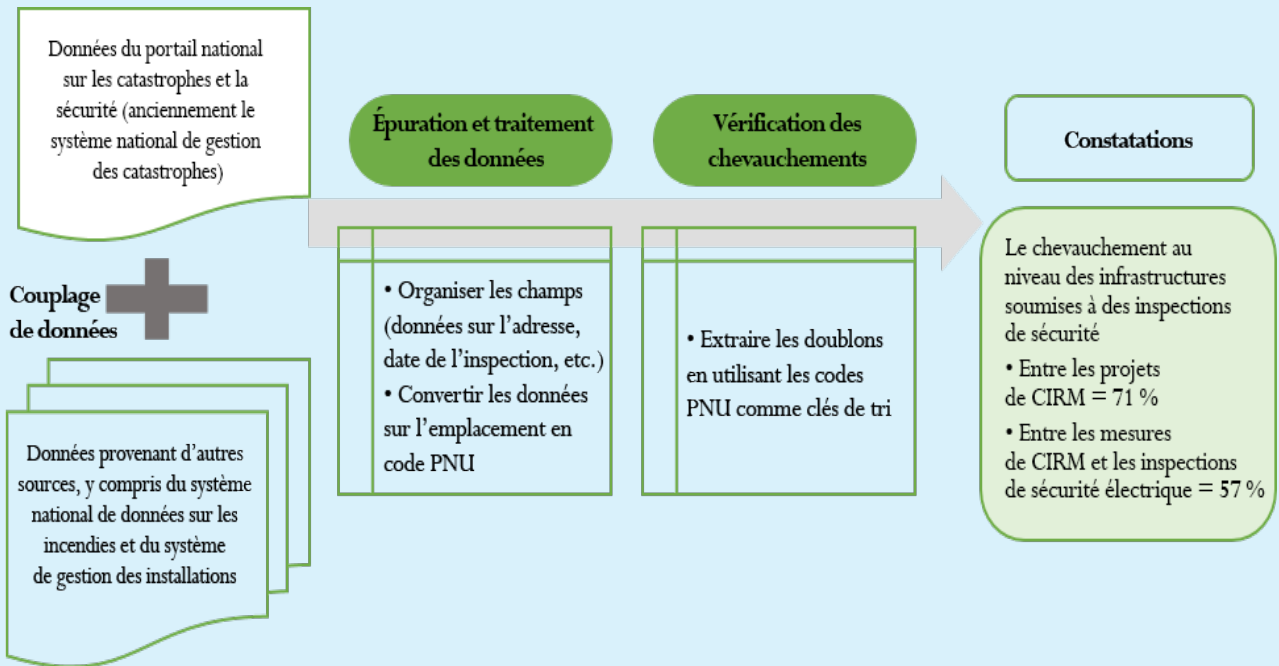 Données du portail national
sur les catastrophes et la
sécurité (anciennement le
système national de gestion
des catastrophes)
Couplage
de données
Données provenant d’autres
sources, y compris du système
national de données sur les
incendies et du système
de gestion des installations
Épuration et traitement
des données
• Organiser les champs
(données sur l’adresse,
date de l’inspection, etc.)
• Convertir les données
sur l’emplacement en
code PNU
Vérification des
chevauchements
• Extraire les doublons
en utilisant les codes
PNU comme clés de tri
Constatations
Le chevauchement au
niveau des infrastructures
soumises à des inspections
de sécurité
• Entre les projets
de CIRM = 71 %
• Entre les mesures
de CIRM et les inspections
de sécurité électrique = 57 %